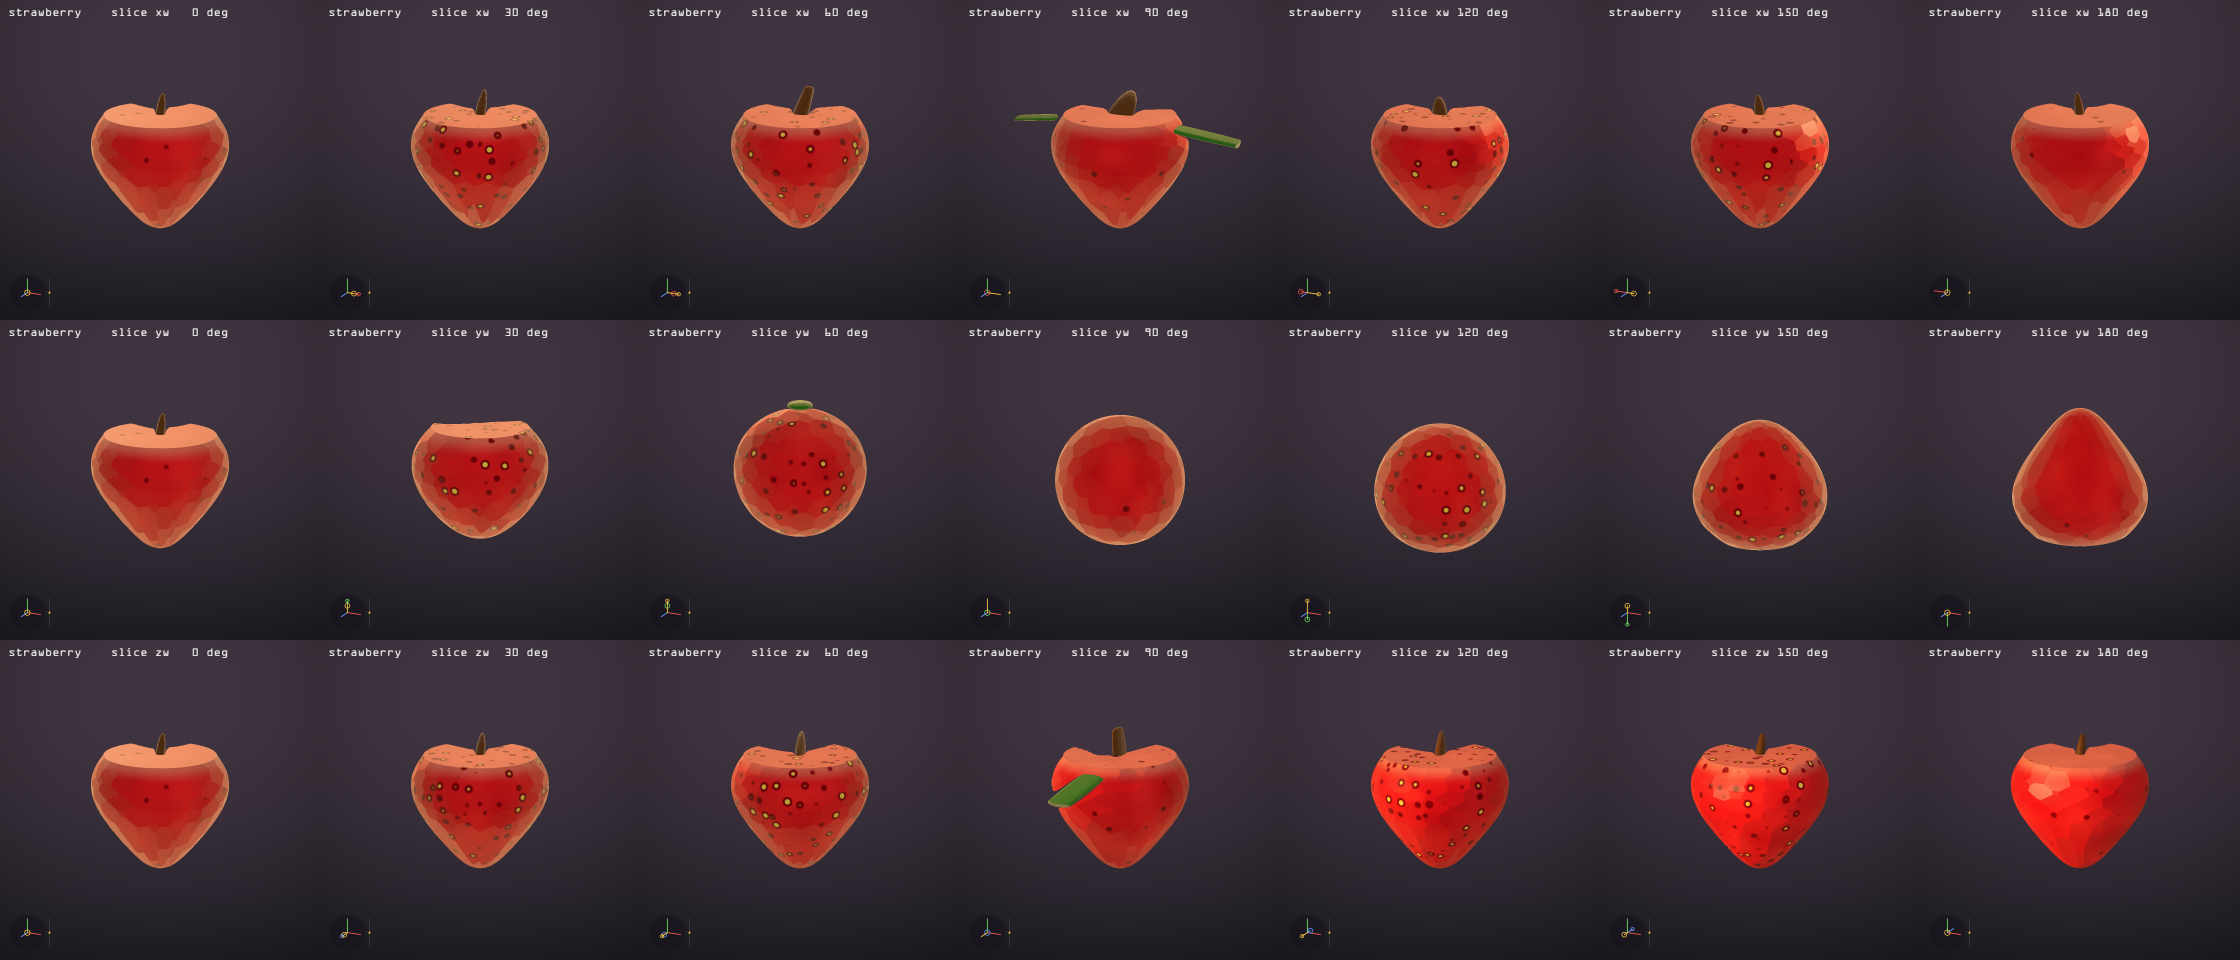 strawberry slice xw 0 deg
strawberry slice xw 30 deg
strawberry slice xw 60 deg
strawberry slice xw 90 deg
strawberry slice xw 120 deg
strawberry slice xw 150 deg
strawberry slice xw 180 deg
strawberry slice yw 0 deg
strawberry slice yw 30 deg
strawberry slice yw 60 deg
strawberry slice yw 90 deg
strawberry slice yw 120 deg
strawberry slice yw 150 deg
strawberry slice yw 180 deg
strawberry slice zw 0 deg
strawberry slice zw 30 deg
strawberry slice zw 60 deg
strawberry slice zw 90 deg
strawberry slice zw 120 deg
strawberry slice zw 150 deg
strawberry slice zw 180 deg